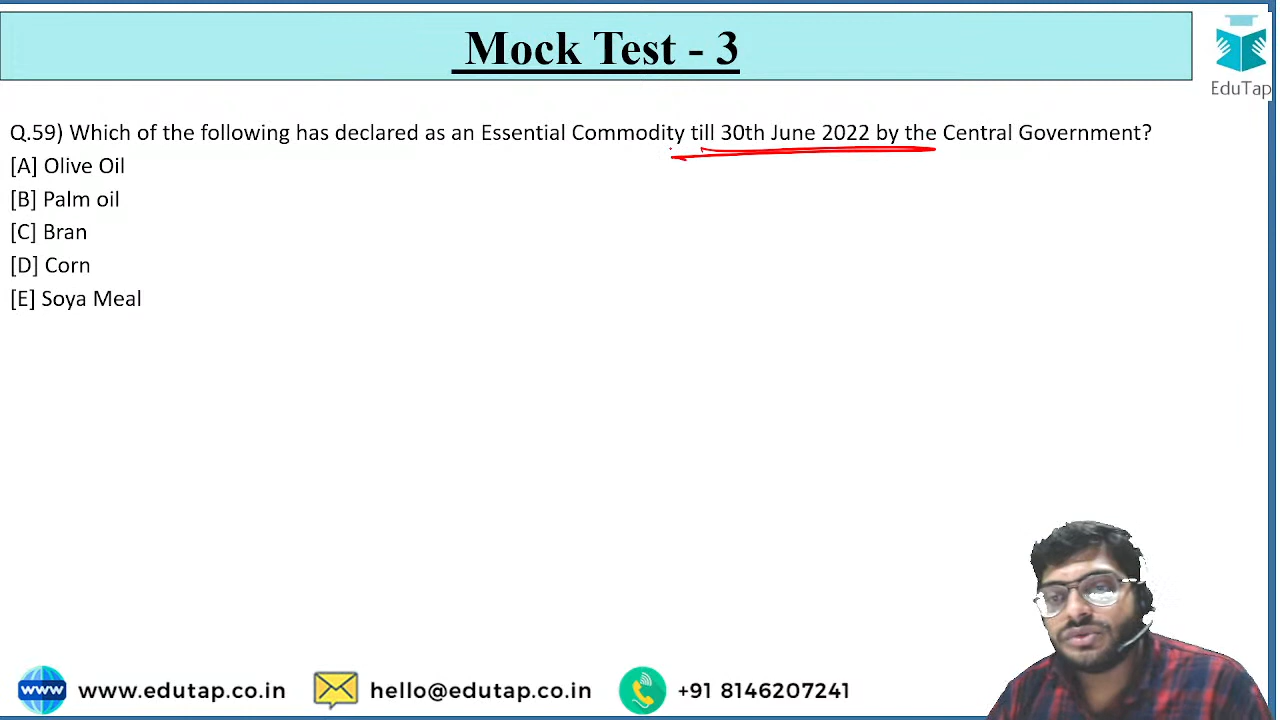 Mock Test - 3
EduTap
Q.59) Which of the following has declared as an Essential Commodity till 30th June 2022 by the Central Government?
[A] Olive Oil
[B] Palm oil
[C] Bran
[D] Corn
[E] Soya Meal
www
www.edutap.co.in
hello@edutap.co.in
+91 8146207241